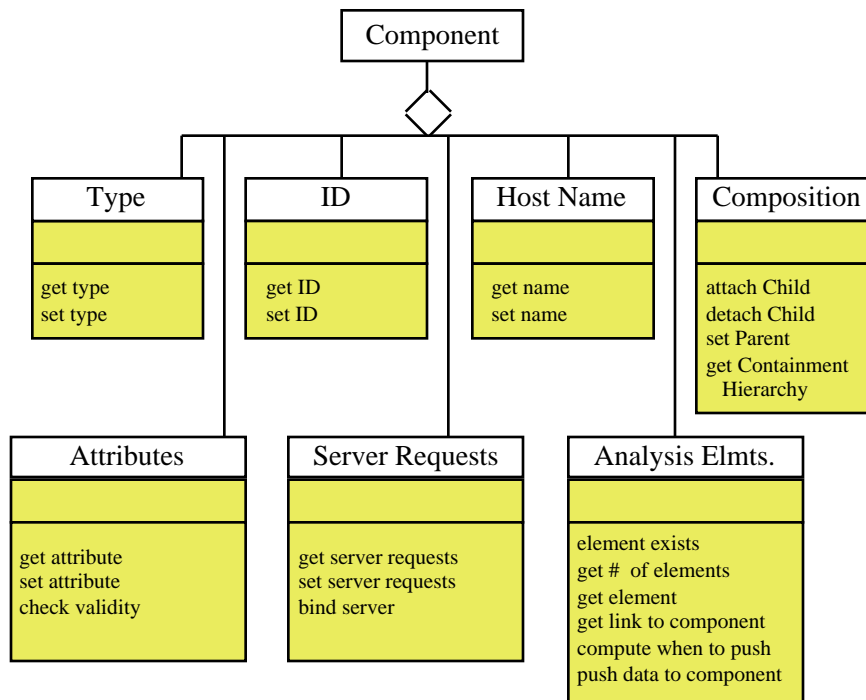 Component
Type
get type
set type
ID
get ID
set ID
Host Name
get name
set name
Composition
attach Child
detach Child
set Parent
get Containment
Hierarchy
Attributes
get attribute
set attribute
check validity
Server Requests
get server requests
set server requests
bind server
Analysis Elmts.
element exists
get # of elements
get element
get link to component
compute when to push
push data to component